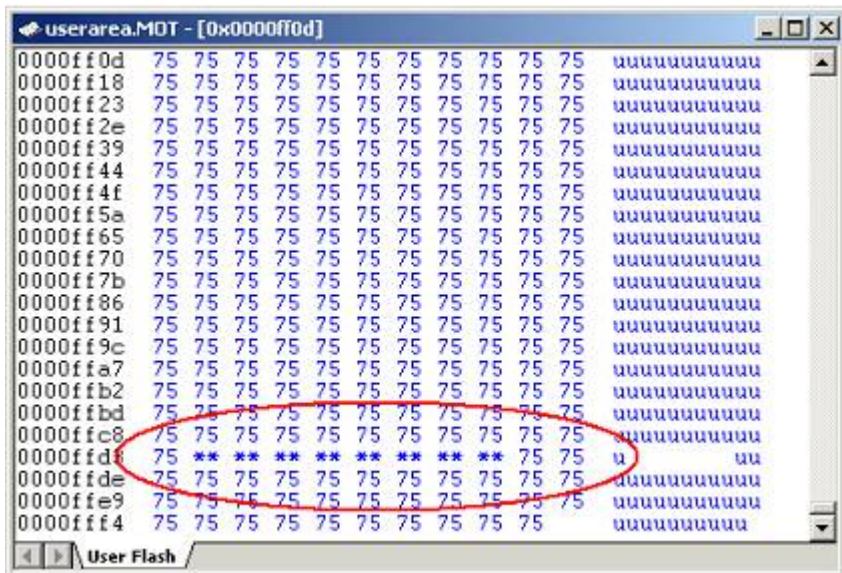 userarea.MOT - [0x0000ff0d]
0000ff0d 75 75 75 75 75 75 75 75 75 75 75 uuuuuuuuuuu
0000ff18 75 75 75 75 75 75 75 75 75 75 75 uuuuuuuuuuu
0000ff23 75 75 75 75 75 75 75 75 75 75 75 uuuuuuuuuuu
0000ff2e 75 75 75 75 75 75 75 75 75 75 75 uuuuuuuuuuu
0000ff39 75 75 75 75 75 75 75 75 75 75 75 uuuuuuuuuuu
0000ff44 75 75 75 75 75 75 75 75 75 75 75 uuuuuuuuuuu
0000ff4f 75 75 75 75 75 75 75 75 75 75 75 uuuuuuuuuuu
0000ff5a 75 75 75 75 75 75 75 75 75 75 75 uuuuuuuuuuu
0000ff65 75 75 75 75 75 75 75 75 75 75 75 uuuuuuuuuuu
0000ff70 75 75 75 75 75 75 75 75 75 75 75 uuuuuuuuuuu
0000ff7b 75 75 75 75 75 75 75 75 75 75 75 uuuuuuuuuuu
0000ff86 75 75 75 75 75 75 75 75 75 75 75 uuuuuuuuuuu
0000ff91 75 75 75 75 75 75 75 75 75 75 75 uuuuuuuuuuu
0000ff9c 75 75 75 75 75 75 75 75 75 75 75 uuuuuuuuuuu
0000ffa7 75 75 75 75 75 75 75 75 75 75 75 uuuuuuuuuuu
0000ffb2 75 75 75 75 75 75 75 75 75 75 75 uuuuuuuuuuu
0000ffbd 75 75 75 75 75 75 75 75 75 75 75 uuuuuuuuuuu
0000ffc8 75 75 75 75 75 75 75 75 75 75 75 uuuuuuuuuuu
0000ffd3 75 ** ** ** ** ** ** ** ** 75 75 u        uu
0000ffde 75 75 75 75 75 75 75 75 75 75 75 uuuuuuuuuuu
0000ffe9 75 75 75 75 75 75 75 75 75 75 75 uuuuuuuuuuu
0000fff4 75 75 75 75 75 75 75 75 75 75 uuuuuuuuuu
User Flash